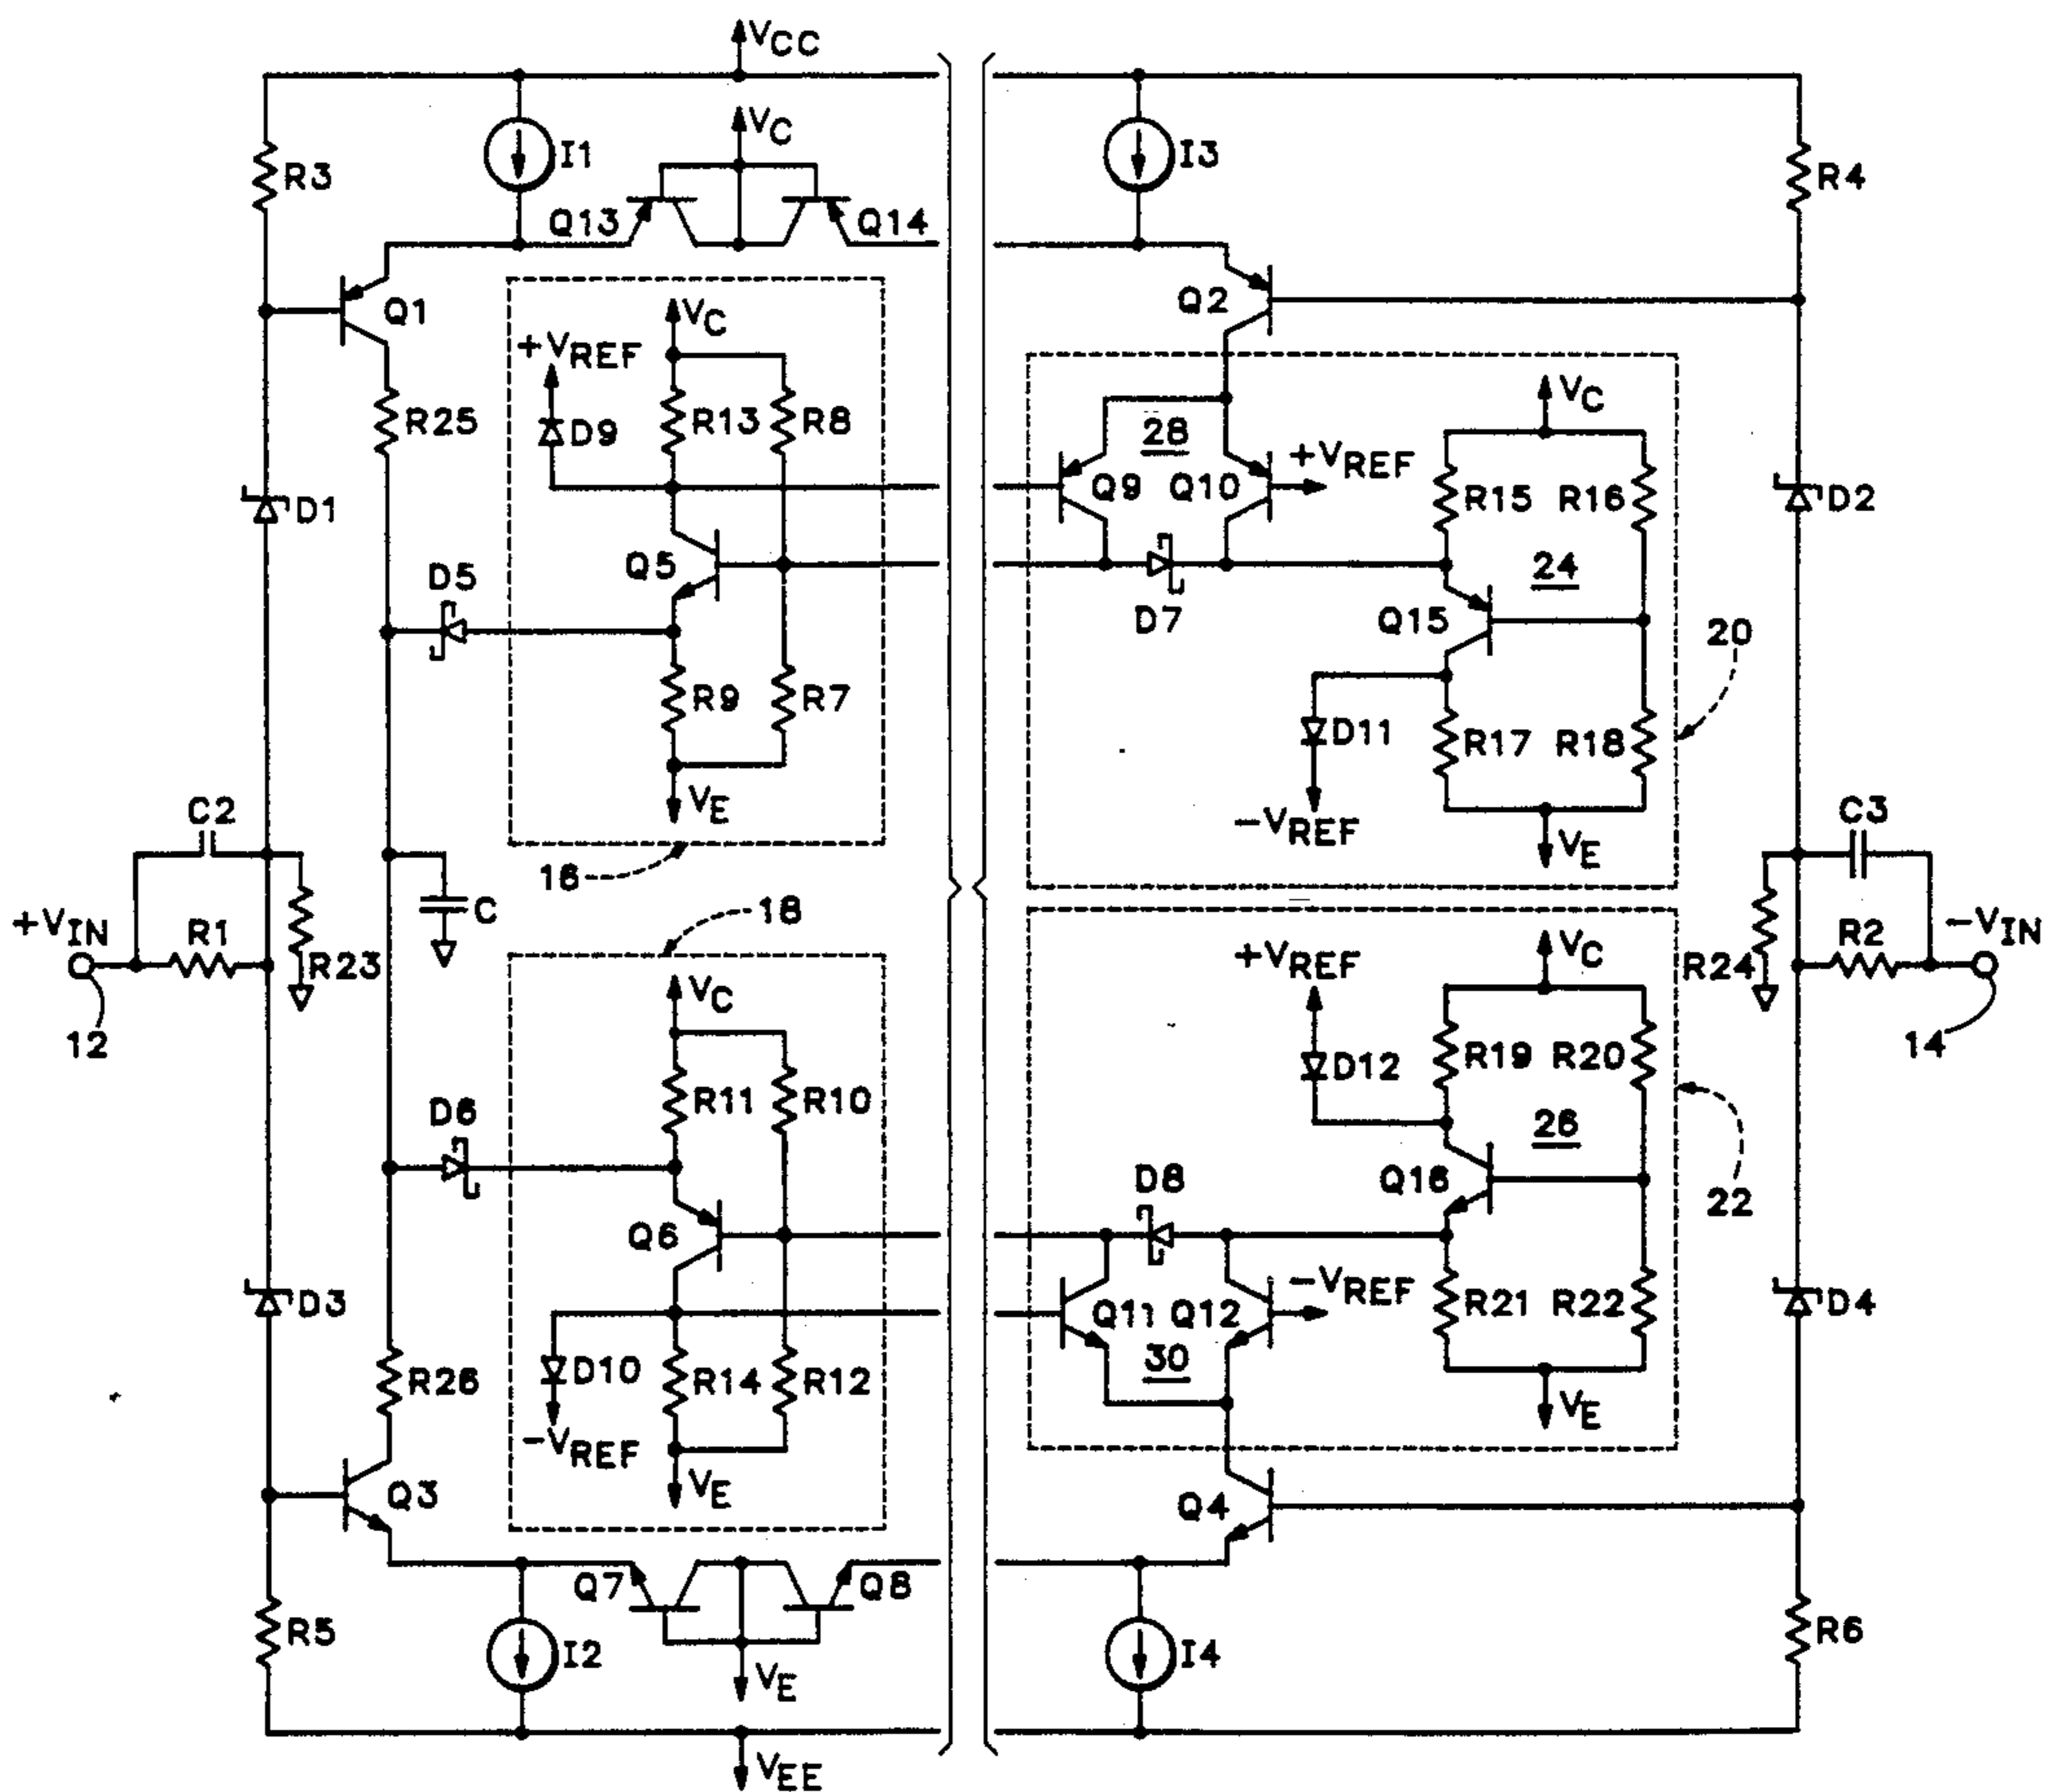 VCC
VC
I1
I3
R3
R4
Q13
Q14
Q1
Q2
VC
+VREF
VC
R25
D9
R13
R8
28
+VREF
Q9
Q10
R15
R16
D1
D2
Q5
24
D5
D7
Q15
20
R9
R7
D11
R17
R18
VE
-VREF
C2
C3
VE
16
+VIN
R1
C
18
R2
-VIN
R23
R24
+VREF
VC
VC
12
14
R11
R10
D12
R19
R20
D6
26
D8
Q16
22
Q6
D3
-VREF
D4
Q11
Q12
R21
R22
D10
R14
R12
30
R26
-VREF
VE
VE
Q3
Q4
Q7
Q8
R5
R6
I2
I4
VE
VEE